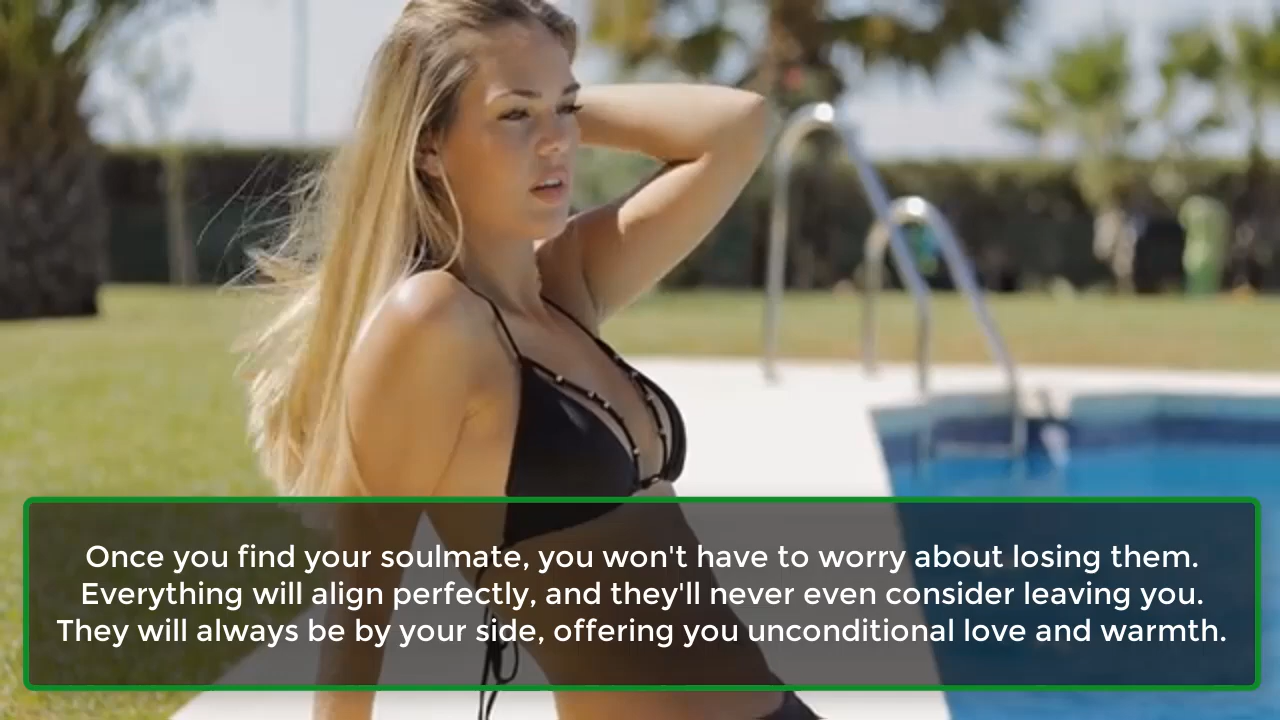 Once you find your soulmate, you won't have to worry about losing them.
Everything will align perfectly, and they'll never even consider leaving you.
They will always be by your side, offering you unconditional love and warmth.